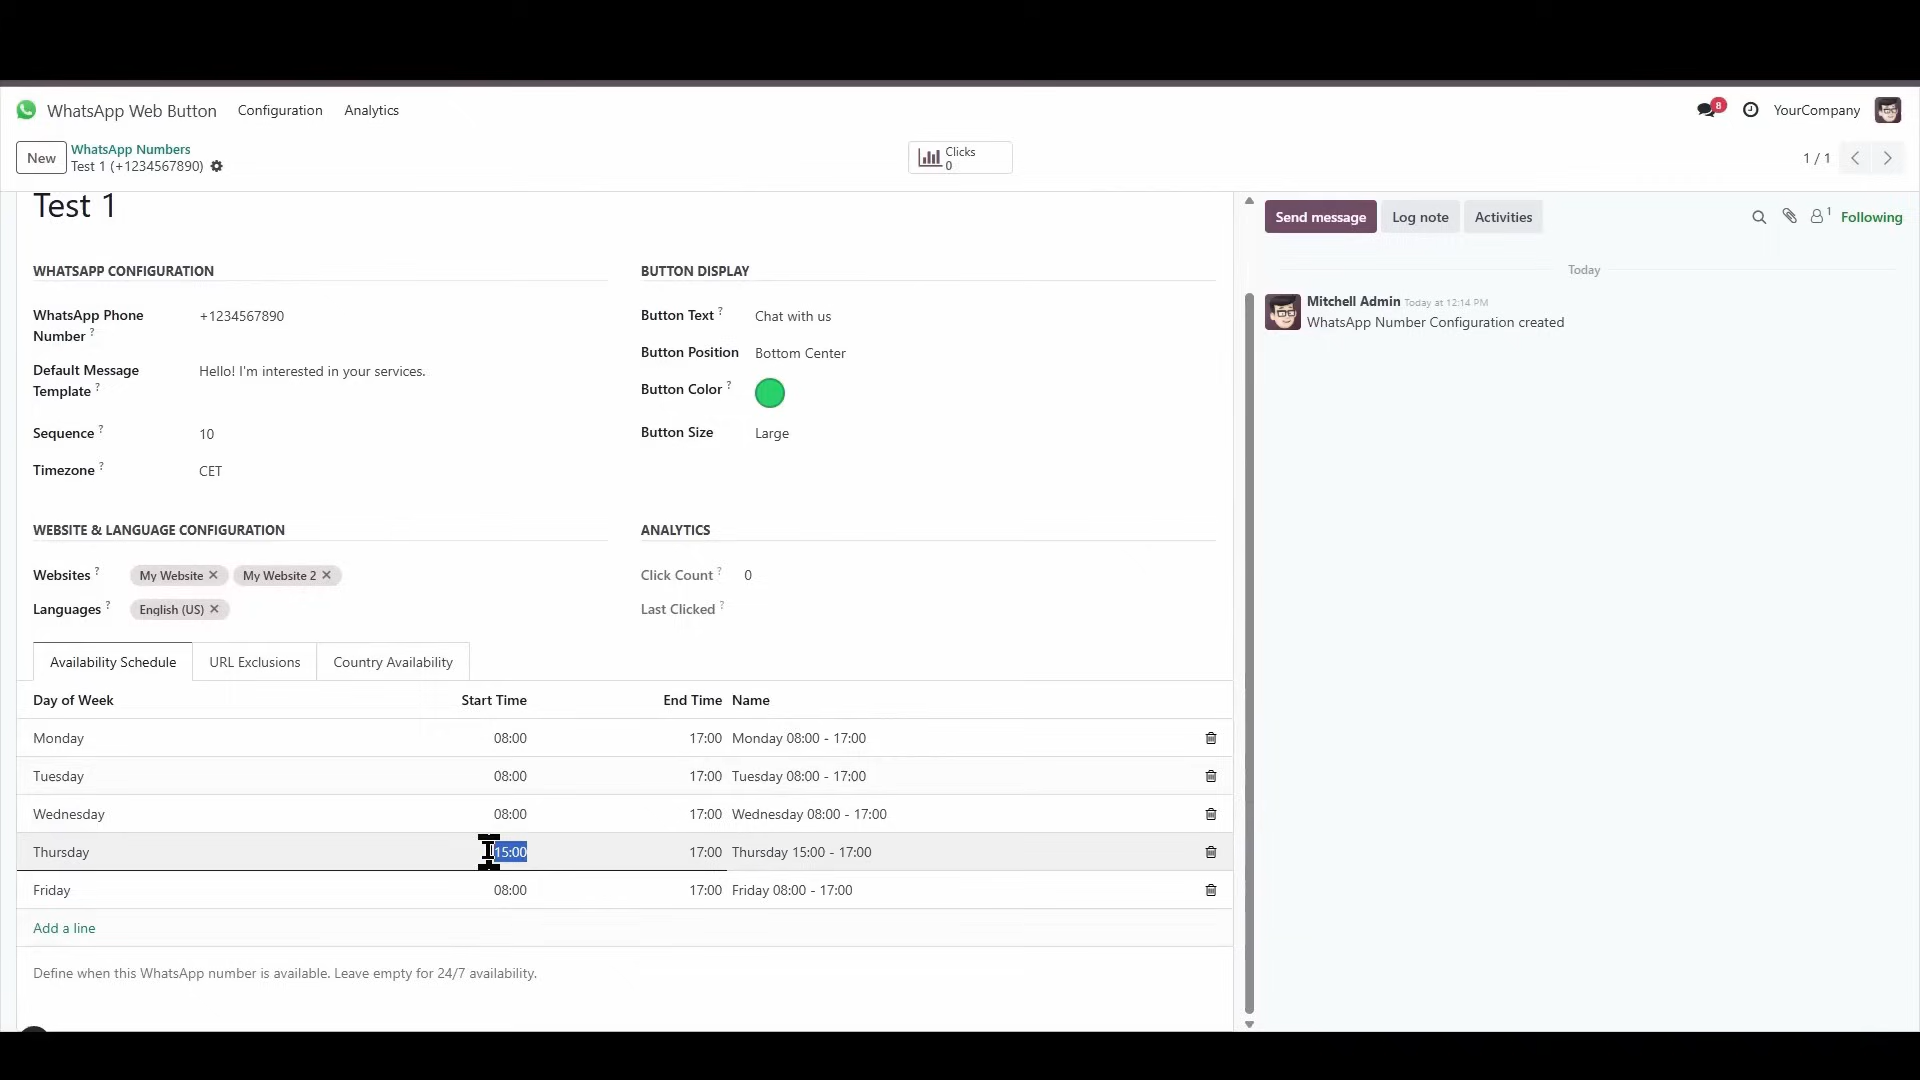 WhatsApp Web Button Configuration Analytics 8 YourCompany
New WhatsApp Numbers
Test 1 (+1234567890)
Clicks
0
1 / 1
Test 1
Send message Log note Activities 1 Following
Today
Mitchell Admin Today at 12:14 PM
WhatsApp Number Configuration created
WHATSAPP CONFIGURATION
WhatsApp Phone Number ? +1234567890
Default Message Template ? Hello! I'm interested in your services.
Sequence ? 10
Timezone ? CET
BUTTON DISPLAY
Button Text ? Chat with us
Button Position Bottom Center
Button Color ?
Button Size Large
WEBSITE & LANGUAGE CONFIGURATION
Websites ? My Website My Website 2
Languages ? English (US)
ANALYTICS
Click Count ? 0
Last Clicked ?
Availability Schedule URL Exclusions Country Availability
Day of Week Start Time End Time Name
Monday 08:00 17:00 Monday 08:00 - 17:00
Tuesday 08:00 17:00 Tuesday 08:00 - 17:00
Wednesday 08:00 17:00 Wednesday 08:00 - 17:00
Thursday 15:00 17:00 Thursday 15:00 - 17:00
Friday 08:00 17:00 Friday 08:00 - 17:00
Add a line
Define when this WhatsApp number is available. Leave empty for 24/7 availability.